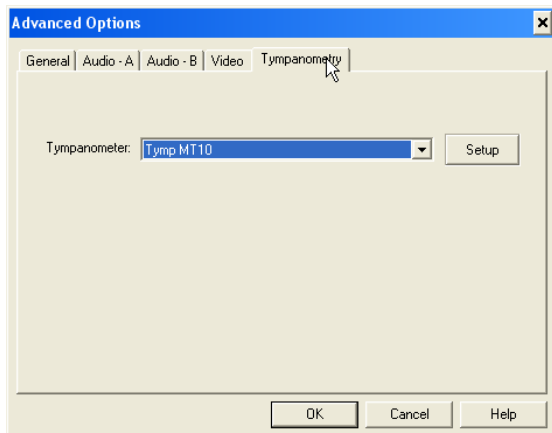 Advanced Options
General Audio - A Audio - B Video Tympanometry
Tympanometer: Tymp MT10 Setup
OK Cancel Help